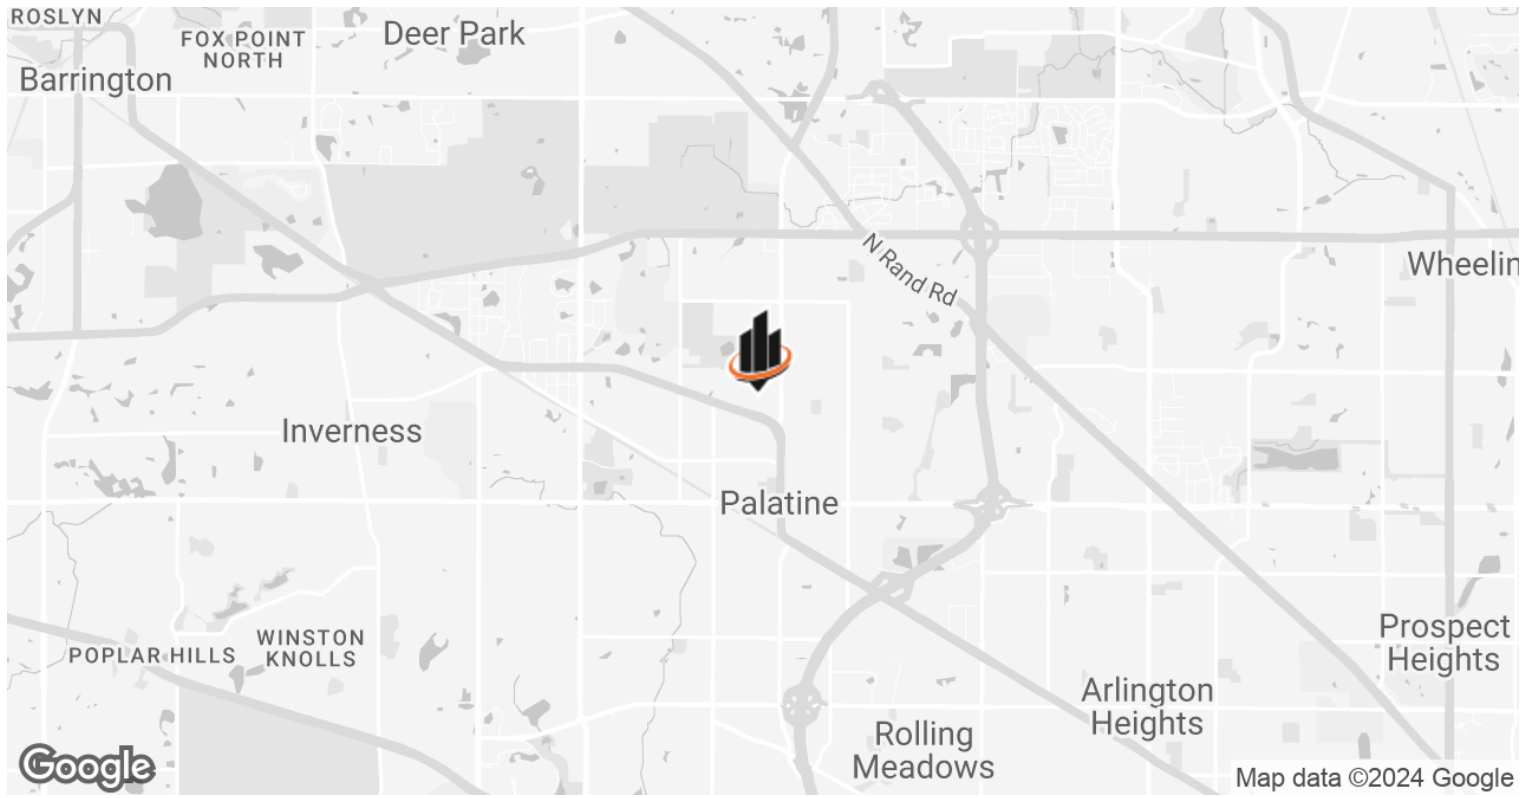 ROSLYN
FOX POINT
NORTH
Deer Park
Barrington
N Rand Rd
Wheelin
Inverness
Palatine
WINSTON
KNOLLS
POPLAR HILLS
Prospect
Heights
Arlington
Heights
Rolling
Meadows
Google
Map data ©2024 Google